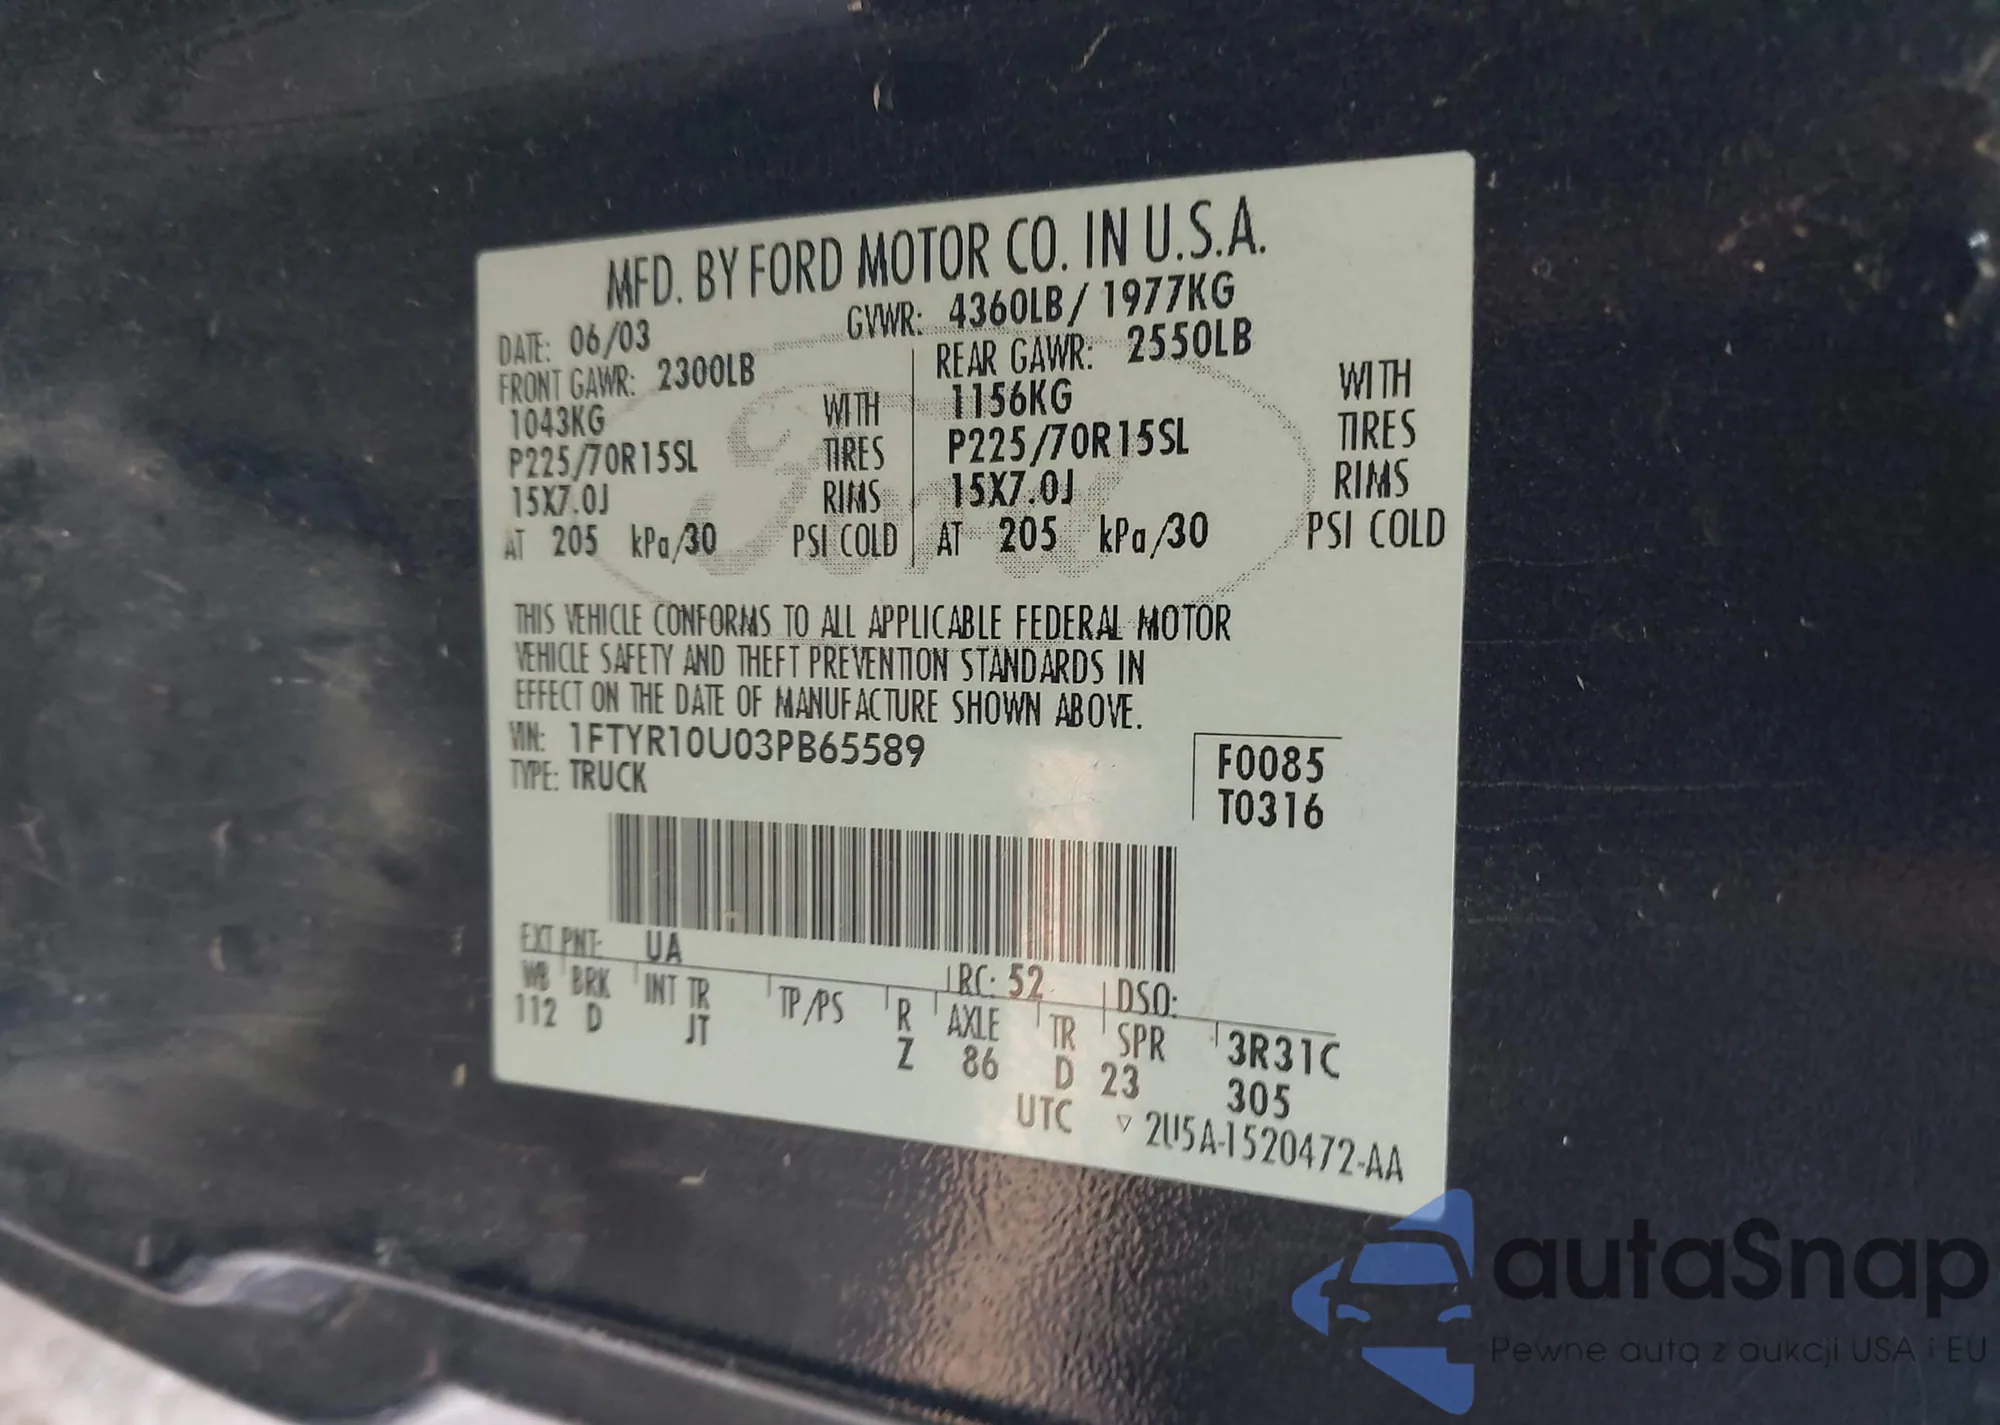 MFD. BY FORD MOTOR CO. IN U.S.A.
DATE: 06/03 GVWR: 4360LB / 1977KG
FRONT GAWR: 2300LB REAR GAWR: 2550LB
1043KG WITH 1156KG WITH
P225/70R15SL TIRES P225/70R15SL TIRES
15X7.0J RIMS 15X7.0J RIMS
AT 205 kPa/30 PSI COLD AT 205 kPa/30 PSI COLD
Ford
THIS VEHICLE CONFORMS TO ALL APPLICABLE FEDERAL MOTOR
VEHICLE SAFETY AND THEFT PREVENTION STANDARDS IN
EFFECT ON THE DATE OF MANUFACTURE SHOWN ABOVE.
VIN: 1FTYR10U03PB65589 F0085
TYPE: TRUCK T0316
EXT PNT: UA RC: 52 DSO:
WB BRK INT TR TP/PS R AXLE TR SPR 3R31C
112 D JT Z 86 D 23 305
UTC ▽ 2U5A-1520472-AA
autaSnap
Pewne auta z aukcji USA i EU